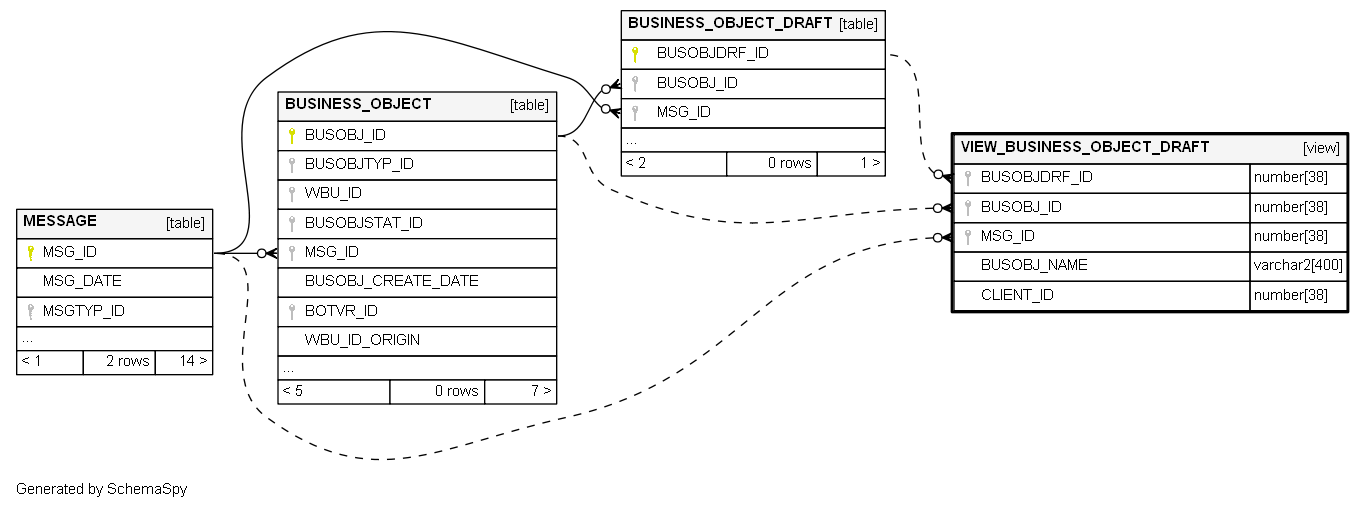 BUSINESS_OBJECT_DRAFT [table]
BUSOBJDRF_ID
BUSOBJ_ID
MSG_ID
...
< 2 0 rows 1 >
BUSINESS_OBJECT [table]
BUSOBJ_ID
BUSOBJTYP_ID
WBU_ID
BUSOBJSTAT_ID
MSG_ID
BUSOBJ_CREATE_DATE
BOTVR_ID
WBU_ID_ORIGIN
...
< 5 0 rows 7 >
VIEW_BUSINESS_OBJECT_DRAFT [view]
BUSOBJDRF_ID number[38]
BUSOBJ_ID number[38]
MSG_ID number[38]
BUSOBJ_NAME varchar2[400]
CLIENT_ID number[38]
MESSAGE [table]
MSG_ID
MSG_DATE
MSGTYP_ID
...
< 1 2 rows 14 >
Generated by SchemaSpy